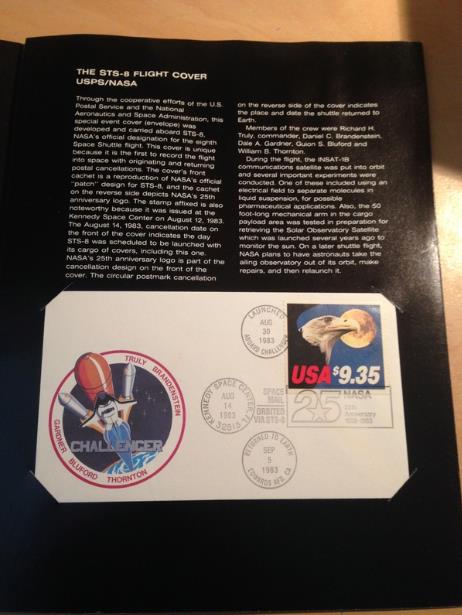 THE STS-8 FLIGHT COVER
USPS/NASA
Through the cooperative efforts of the U.S.
Postal Service and the National
Aeronautics and Space Administration, this
special event cover (envelope) was
developed and carried aboard STS-8,
NASA's official designation for the eighth
Space Shuttle flight. This cover is unique
because it is the first to record the flight
into space with originating and returning
postal cancellations. The cover's front
cachet is a reproduction of NASA's official
"patch" design for STS-8, and the cachet
on the reverse side depicts NASA's 25th
anniversary logo. The stamp affixed is also
noteworthy because it was issued at the
Kennedy Space Center on August 12, 1983.
The August 14, 1983, cancellation date on
the front of the cover indicates the day
STS-8 was scheduled to be launched with
its cargo of covers, including this one.
NASA's 25th anniversary logo is part of the
cancellation design on the front of the
cover. The circular postmark cancellation
on the reverse side of the cover indicates
the place and date the shuttle returned to
Earth.
Members of the crew were Richard H.
Truly, commander, Daniel C. Brandenstein,
Dale A. Gardner, Guion S. Bluford and
William B. Thornton.
During the flight, the INSAT-1B
communications satellite was put into orbit
and several important experiments were
conducted. One of these included using an
electrical field to separate molecules in
liquid suspension, for possible
pharmaceutical applications. Also, the 50
foot-long mechanical arm in the cargo
payload area was tested in preparation for
retrieving the Solar Observatory Satellite
which was launched several years ago to
monitor the sun. On a later shuttle flight,
NASA plans to have astronauts take the
ailing observatory out of its orbit, make
repairs, and then relaunch it.
LAUNCHED
AUG
30
1983
ABOARD CHALLENGER
USA $9.35
KENNEDY SPACE CENTER, FL
AUG
14
1983
32815
SPACE
MAIL
ORBITED
VIA STS-8
25
NASA
25th
Anniversary
1958-1983
RETURNED TO EARTH
SEP
5
1983
EDWARDS AFB, CA
TRULY BRANDENSTEIN
CHALLENGER
GARDNER BLUFORD THORNTON